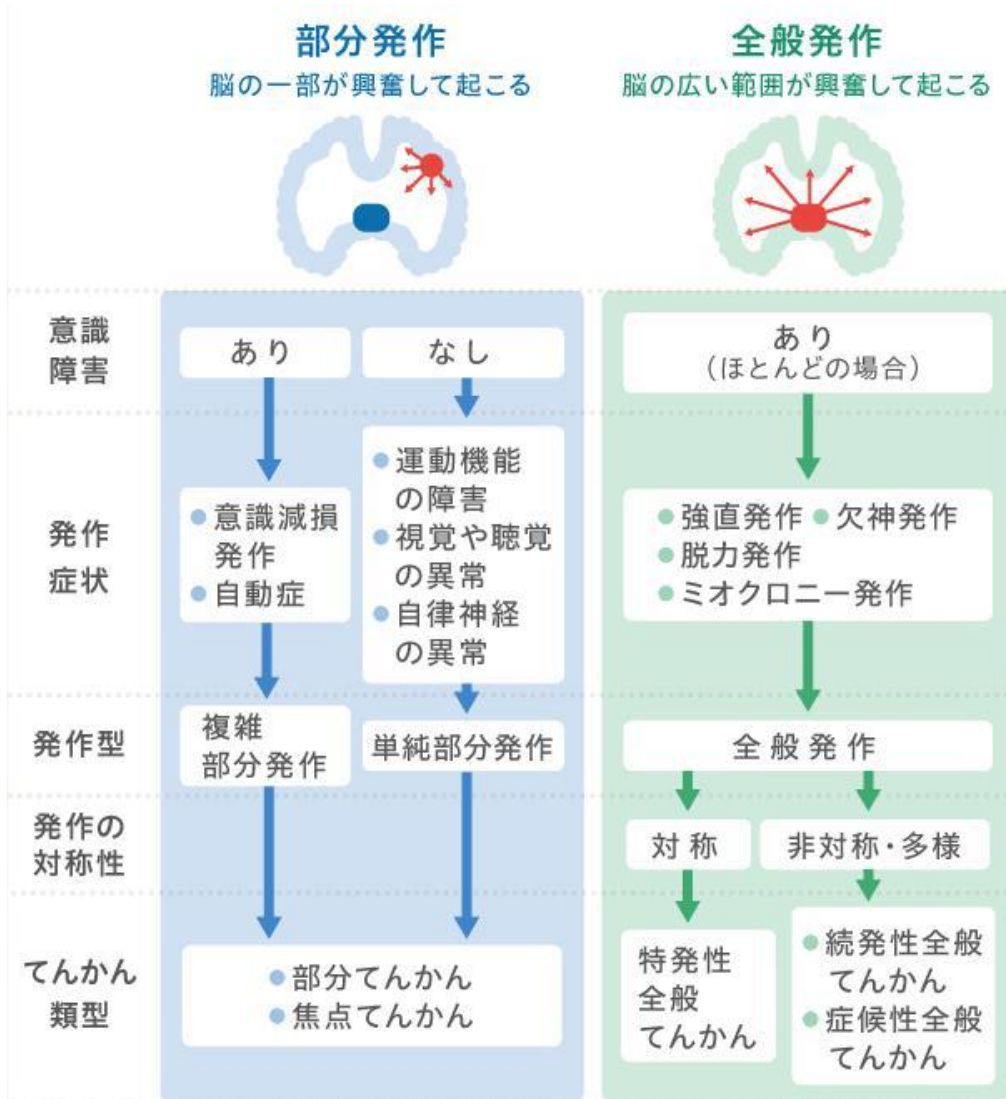 部分発作
脳の一部が興奮して起こる
全般発作
脳の広い範囲が興奮して起こる
意識
障害
あり
なし
あり
（ほとんどの場合）
発作
症状
意識減損
発作
自動症
運動機能
の障害
視覚や聴覚
の異常
自律神経
の異常
強直発作 欠神発作
脱力発作
ミオクロニー発作
発作型
複雑
部分発作
単純部分発作
全般発作
発作の
対称性
対称
非対称・多様
てんかん
類型
部分てんかん
焦点てんかん
特発性
全般
てんかん
続発性全般
てんかん
症候性全般
てんかん